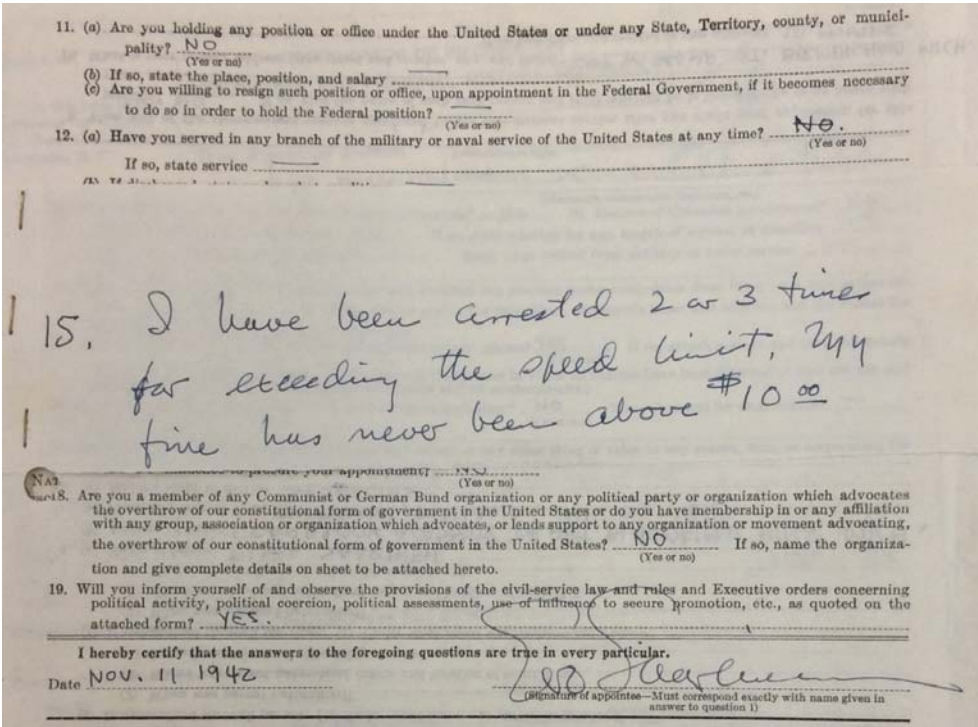 11. (a) Are you holding any position or office under the United States or under any State, Territory, county, or munici-
pality? NO
(Yes or no)
(b) If so, state the place, position, and salary
(c) Are you willing to resign such position or office, upon appointment in the Federal Government, if it becomes necessary
to do so in order to hold the Federal position?
(Yes or no)
12. (a) Have you served in any branch of the military or naval service of the United States at any time? No.
(Yes or no)
If so, state service
15. I have been arrested 2 or 3 times
for exceeding the speed limit, My
fine has never been above $10 00
to procure your appointment? NO
(Yes or no)
18. Are you a member of any Communist or German Bund organization or any political party or organization which advocates
the overthrow of our constitutional form of government in the United States or do you have membership in or any affiliation
with any group, association or organization which advocates, or lends support to any organization or movement advocating,
the overthrow of our constitutional form of government in the United States? NO If so, name the organiza-
(Yes or no)
tion and give complete details on sheet to be attached hereto.
19. Will you inform yourself of and observe the provisions of the civil-service law and rules and Executive orders concerning
political activity, political coercion, political assessments, use of influence to secure promotion, etc., as quoted on the
attached form? YES.
I hereby certify that the answers to the foregoing questions are true in every particular.
Date NOV. 11 1942
(Signature of appointee—Must correspond exactly with name given in
answer to question 1)